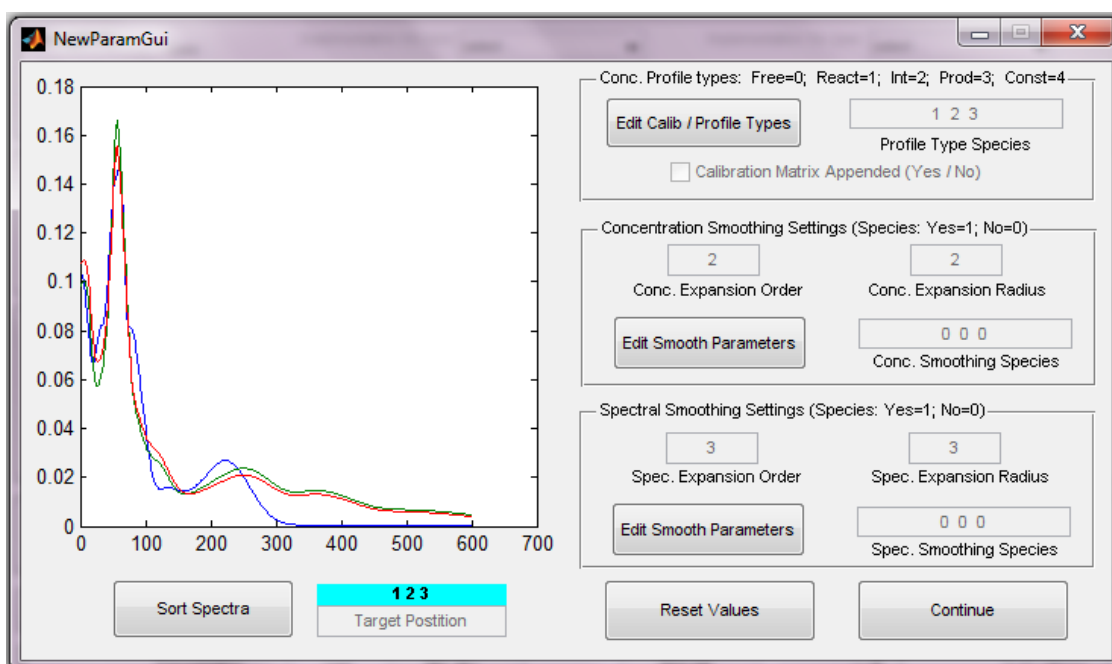 NewParamGui
0.18
0.16
0.14
0.12
0.1
0.08
0.06
0.04
0.02
0
0 100 200 300 400 500 600 700
Sort Spectra
1 2 3
Target Postition
Conc. Profile types: Free=0; React=1; Int=2; Prod=3; Const=4
Edit Calib / Profile Types
1 2 3
Profile Type Species
Calibration Matrix Appended (Yes / No)
Concentration Smoothing Settings (Species: Yes=1; No=0)
2 2
Conc. Expansion Order Conc. Expansion Radius
Edit Smooth Parameters
0 0 0
Conc. Smoothing Species
Spectral Smoothing Settings (Species: Yes=1; No=0)
3 3
Spec. Expansion Order Spec. Expansion Radius
Edit Smooth Parameters
0 0 0
Spec. Smoothing Species
Reset Values Continue